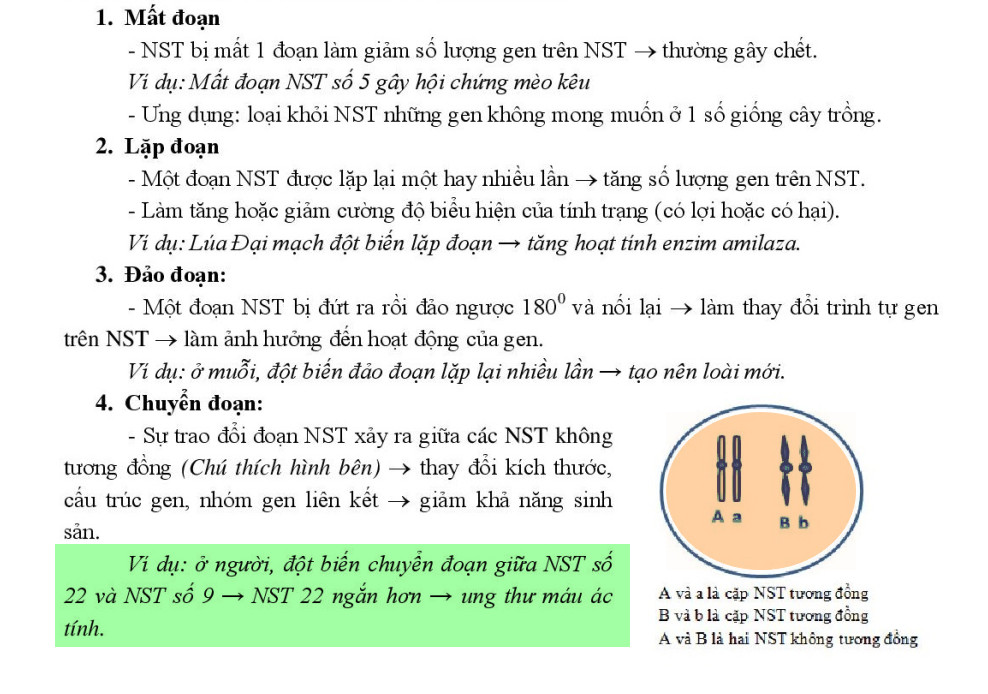 1. Mất đoạn
- NST bị mất 1 đoạn làm giảm số lượng gen trên NST → thường gây chết.
Ví dụ: Mất đoạn NST số 5 gây hội chứng mèo kêu
- Ứng dụng: loại khỏi NST những gen không mong muốn ở 1 số giống cây trồng.
2. Lặp đoạn
- Một đoạn NST được lặp lại một hay nhiều lần → tăng số lượng gen trên NST.
- Làm tăng hoặc giảm cường độ biểu hiện của tính trạng (có lợi hoặc có hại).
Ví dụ: Lúa Đại mạch đột biến lặp đoạn → tăng hoạt tính enzim amilaza.
3. Đảo đoạn:
- Một đoạn NST bị đứt ra rồi đảo ngược 180⁰ và nối lại → làm thay đổi trình tự gen
trên NST → làm ảnh hưởng đến hoạt động của gen.
Ví dụ: ở muỗi, đột biến đảo đoạn lặp lại nhiều lần → tạo nên loài mới.
4. Chuyển đoạn:
- Sự trao đổi đoạn NST xảy ra giữa các NST không
tương đồng (Chú thích hình bên) → thay đổi kích thước,
cấu trúc gen, nhóm gen liên kết → giảm khả năng sinh
sản.
Ví dụ: ở người, đột biến chuyển đoạn giữa NST số
22 và NST số 9 → NST 22 ngắn hơn → ung thư máu ác
tính.
A a
B b
A và a là cặp NST tương đồng
B và b là cặp NST tương đồng
A và B là hai NST không tương đồng